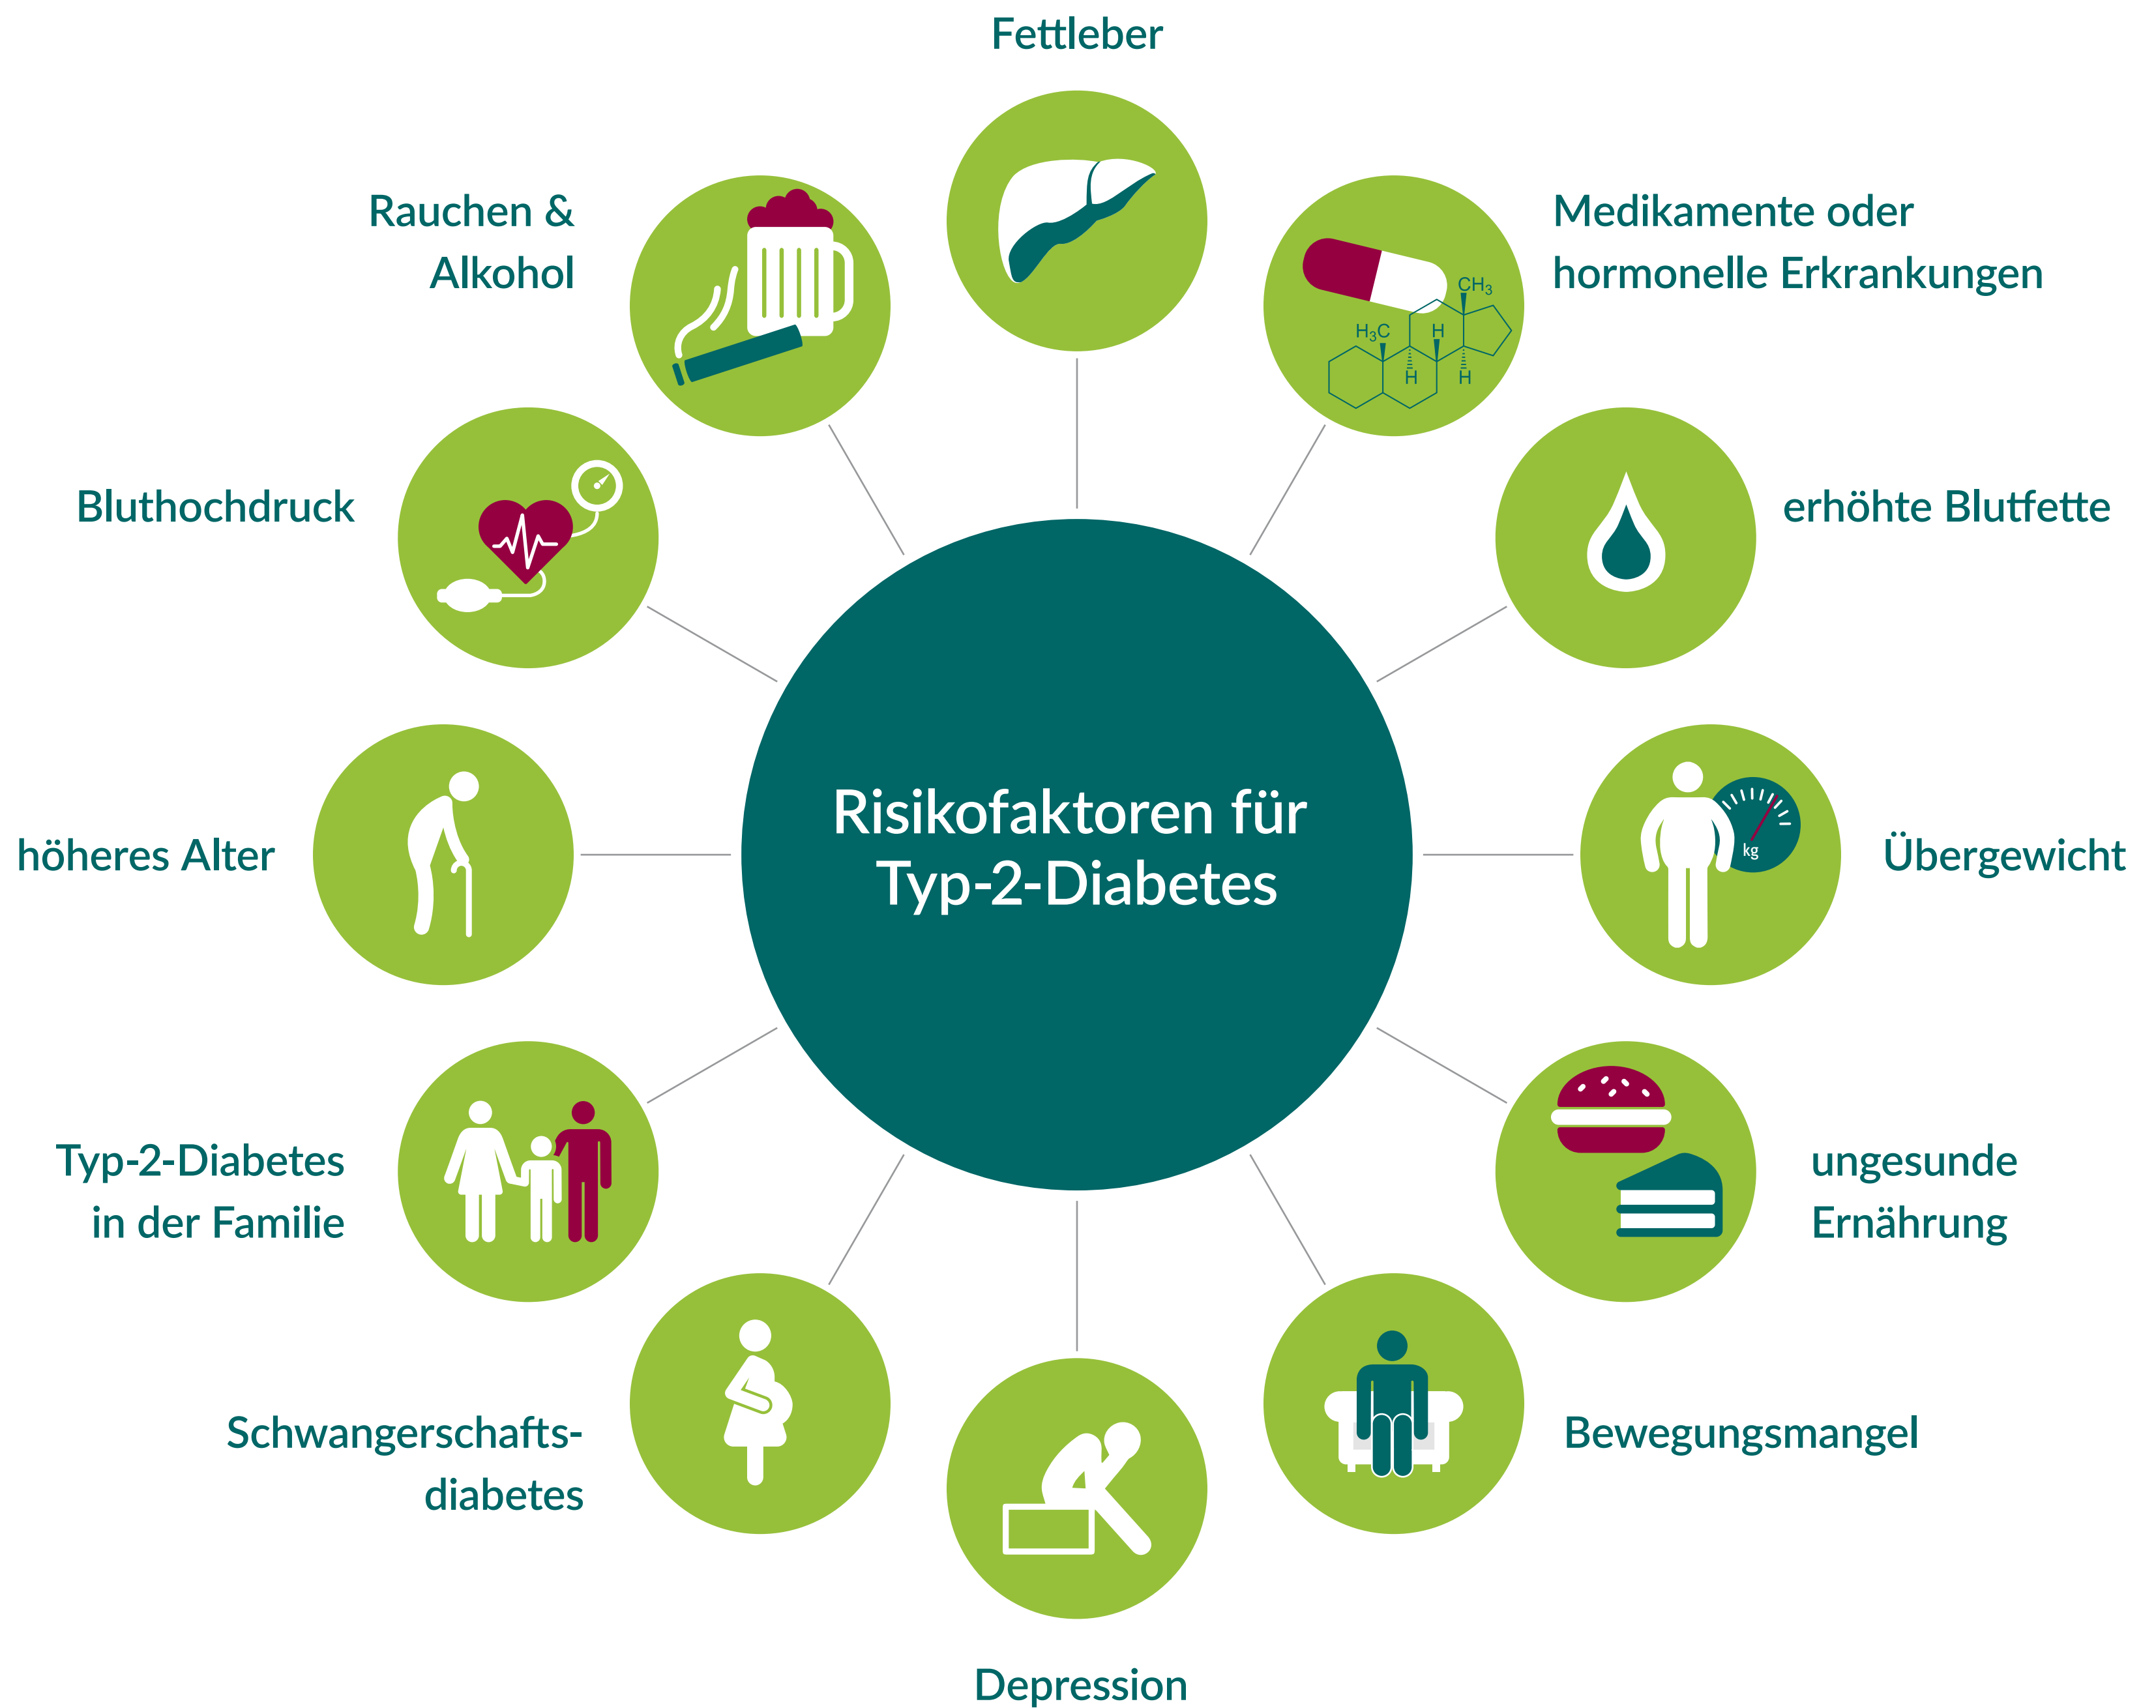 Fettleber
Rauchen &
Alkohol
Medikamente oder
hormonelle Erkrankungen
CH3
H3C
H
H
H
Bluthochdruck
erhöhte Blutfette
Risikofaktoren für
Typ-2-Diabetes
höheres Alter
kg
Übergewicht
Typ-2-Diabetes
in der Familie
ungesunde
Ernährung
Schwangerschafts-
diabetes
Bewegungsmangel
Depression